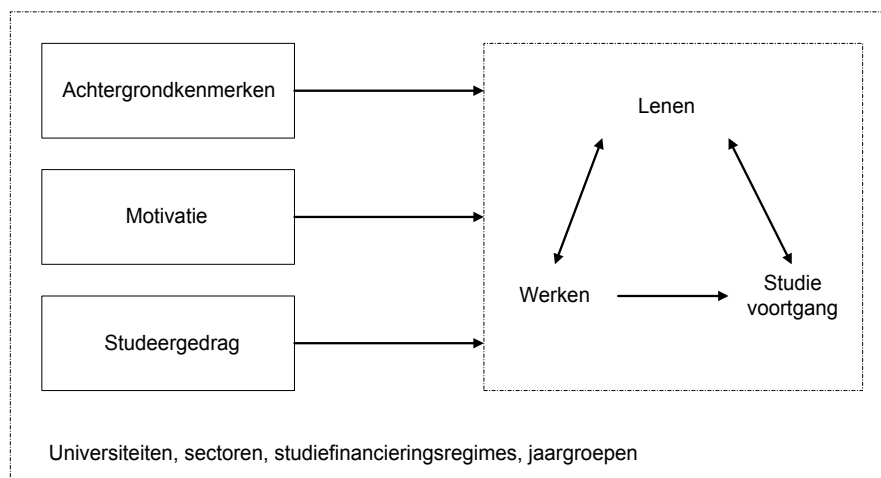 Achtergrondkenmerken
Lenen
Motivatie
Werken
Studie
voortgang
Studeergedrag
Universiteiten, sectoren, studiefinancieringsregimes, jaargroepen